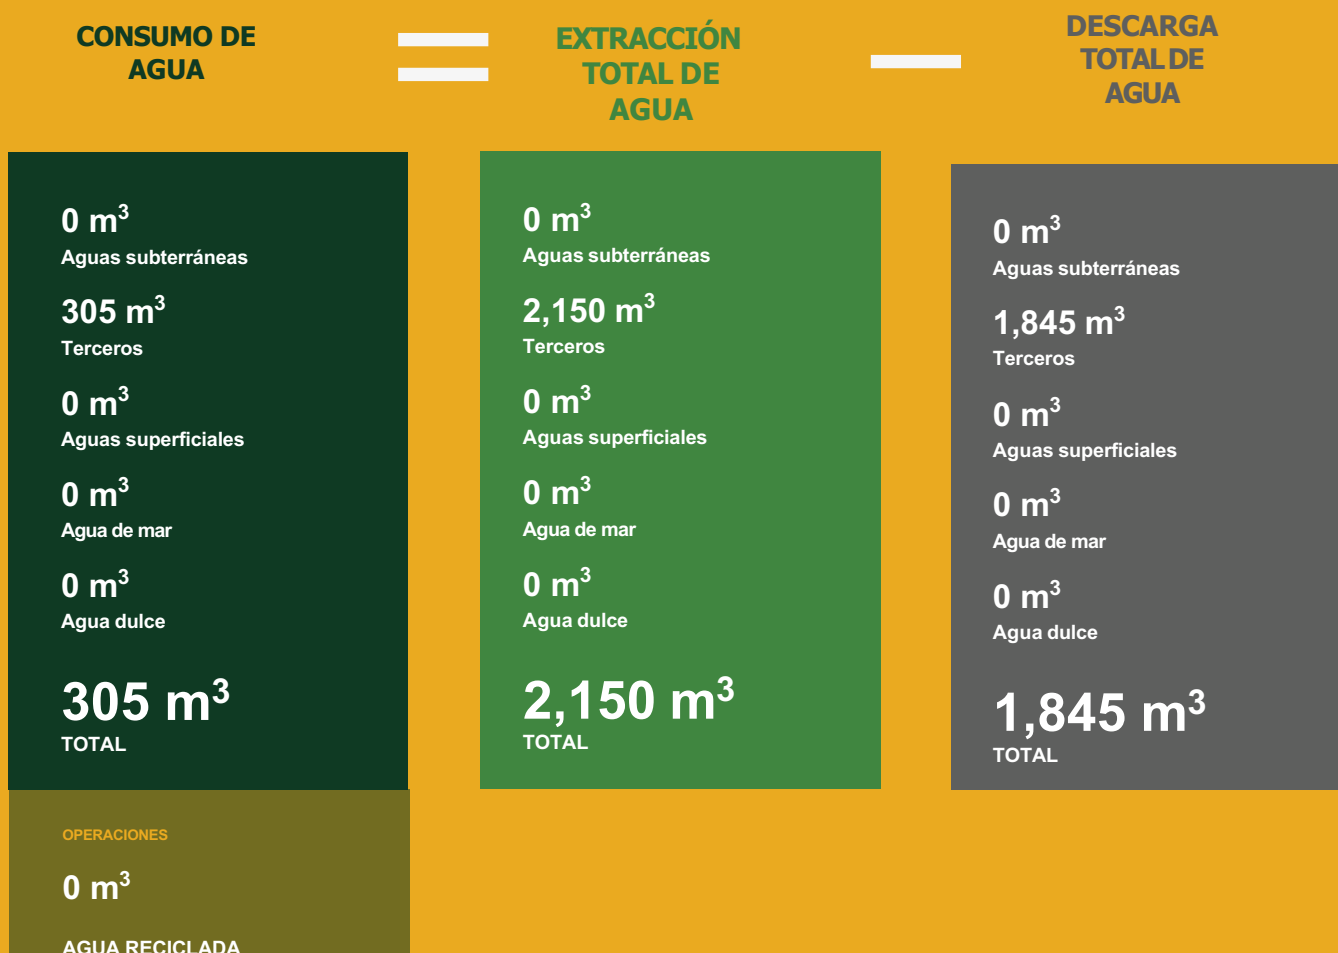 CONSUMO DE
AGUA
EXTRACCIÓN
TOTAL DE
AGUA
DESCARGA
TOTAL DE
AGUA
0 m³
Aguas subterráneas
305 m³
Terceros
0 m³
Aguas superficiales
0 m³
Agua de mar
0 m³
Agua dulce
305 m³
TOTAL
0 m³
Aguas subterráneas
2,150 m³
Terceros
0 m³
Aguas superficiales
0 m³
Agua de mar
0 m³
Agua dulce
2,150 m³
TOTAL
0 m³
Aguas subterráneas
1,845 m³
Terceros
0 m³
Aguas superficiales
0 m³
Agua de mar
0 m³
Agua dulce
1,845 m³
TOTAL
OPERACIONES
0 m³
AGUA RECICLADA